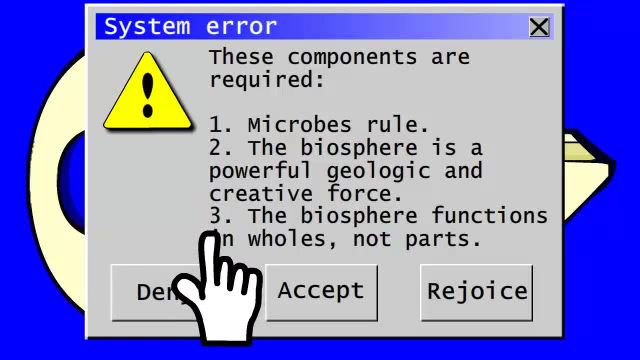 System error
These components are
required:
1. Microbes rule.
2. The biosphere is a
powerful geologic and
creative force.
3. The biosphere functions
in wholes, not parts.
Accept
Rejoice